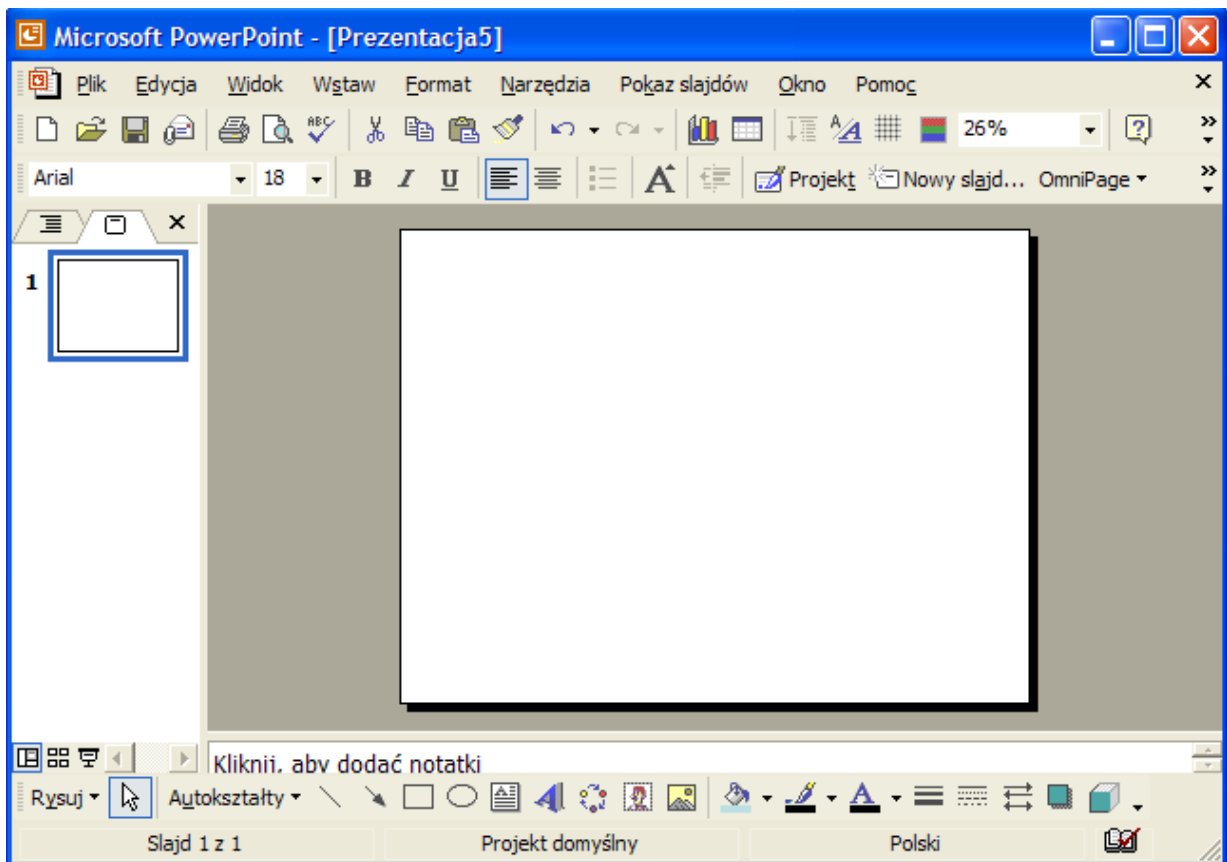 Microsoft PowerPoint - [Prezentacja5]
Plik Edycja Widok Wstaw Format Narzędzia Pokaz slajdów Okno Pomoc
ABC 26%
Arial 18 B I U A Projekt Nowy slajd... OmniPage
1
Kliknij, aby dodać notatki
Rysuj Autokształty
Slajd 1 z 1 Projekt domyślny Polski